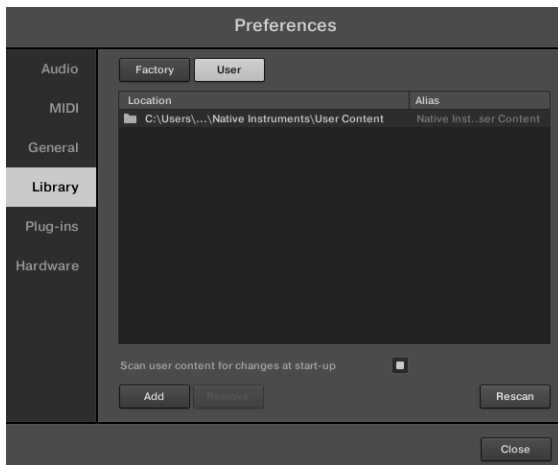 Preferences
Audio
MIDI
General
Library
Plug-ins
Hardware
Factory User
Location Alias
C:\Users\...\Native Instruments\User Content Native Inst..ser Content
Scan user content for changes at start-up
Add Remove Rescan
Close